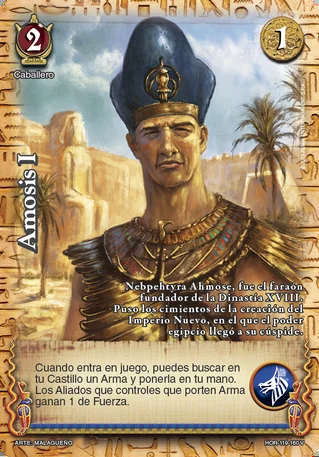 2
1
Caballero
Amosis I
Nebpehtyra Ahmose, fue el faraón
fundador de la Dinastía XVIII.
Puso los cimientos de la creación del
Imperio Nuevo, en el que el poder
egipcio llegó a su cúspide.
Cuando entra en juego, puedes buscar en
tu Castillo un Arma y ponerla en tu mano.
Los Aliados que controles que porten Arma
ganan 1 de Fuerza.
ARTE: MALAGUEÑO
HOR-119-160 V